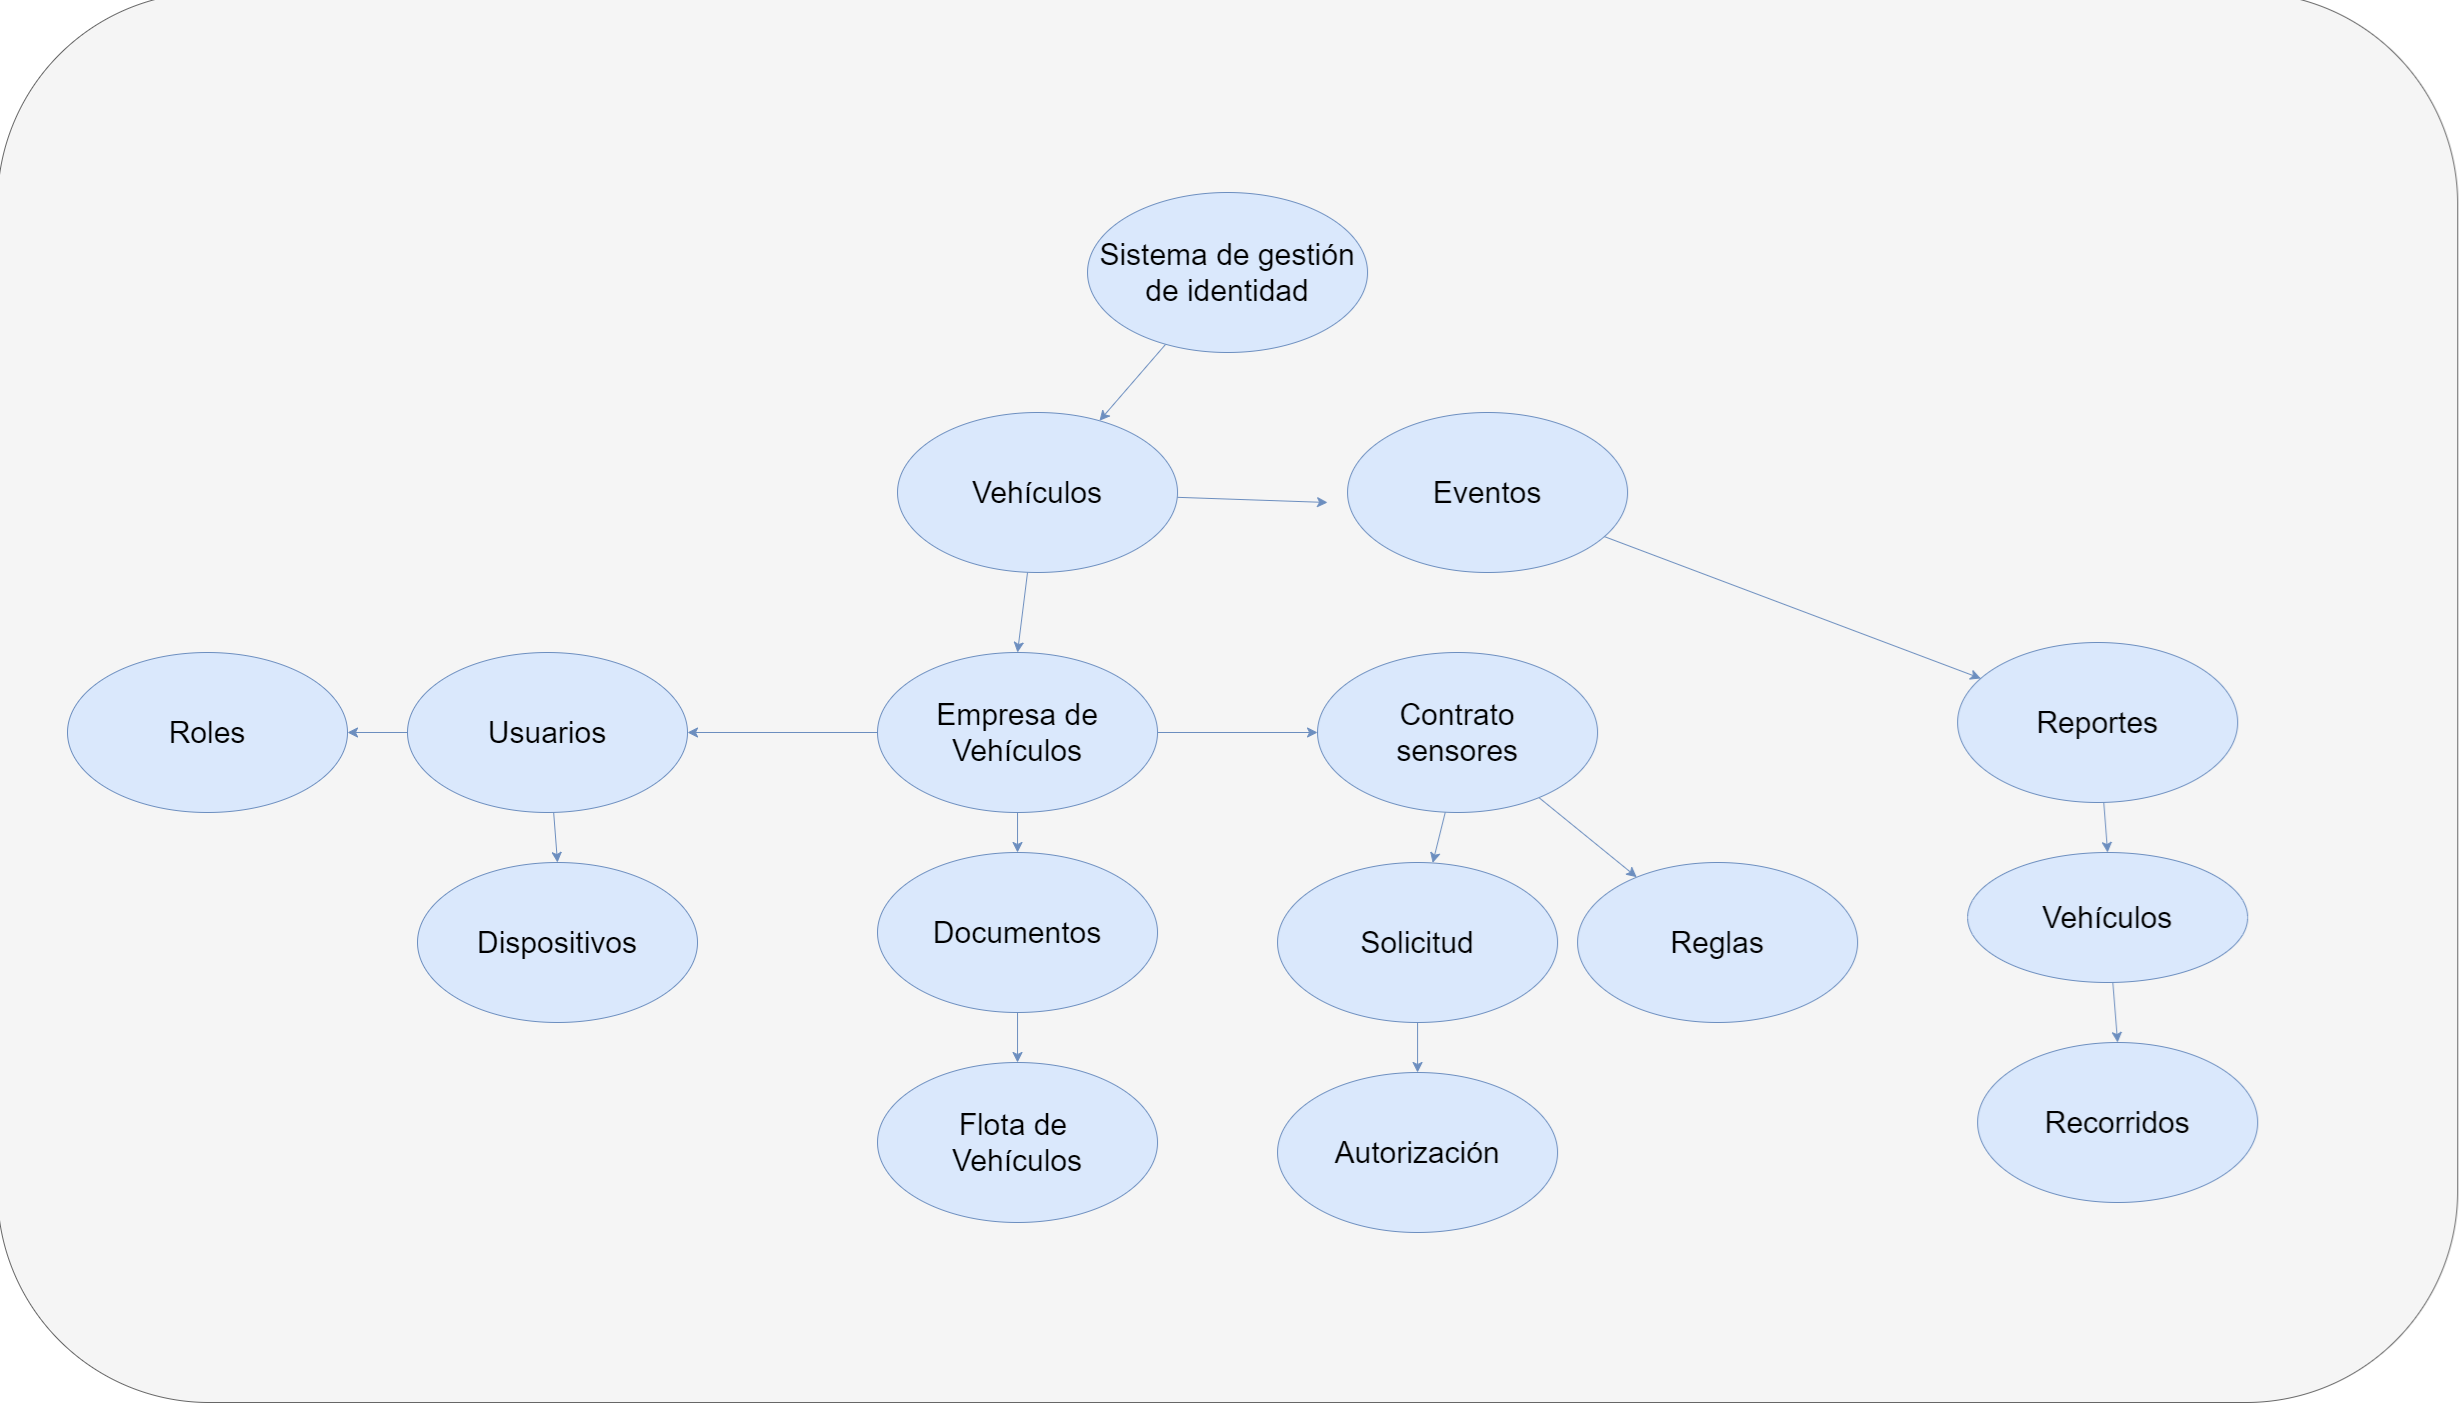 Sistema de gestión
de identidad
Vehículos
Eventos
Roles
Usuarios
Empresa de
Vehículos
Contrato
sensores
Reportes
Dispositivos
Documentos
Solicitud
Reglas
Vehículos
Flota de
Vehículos
Autorización
Recorridos